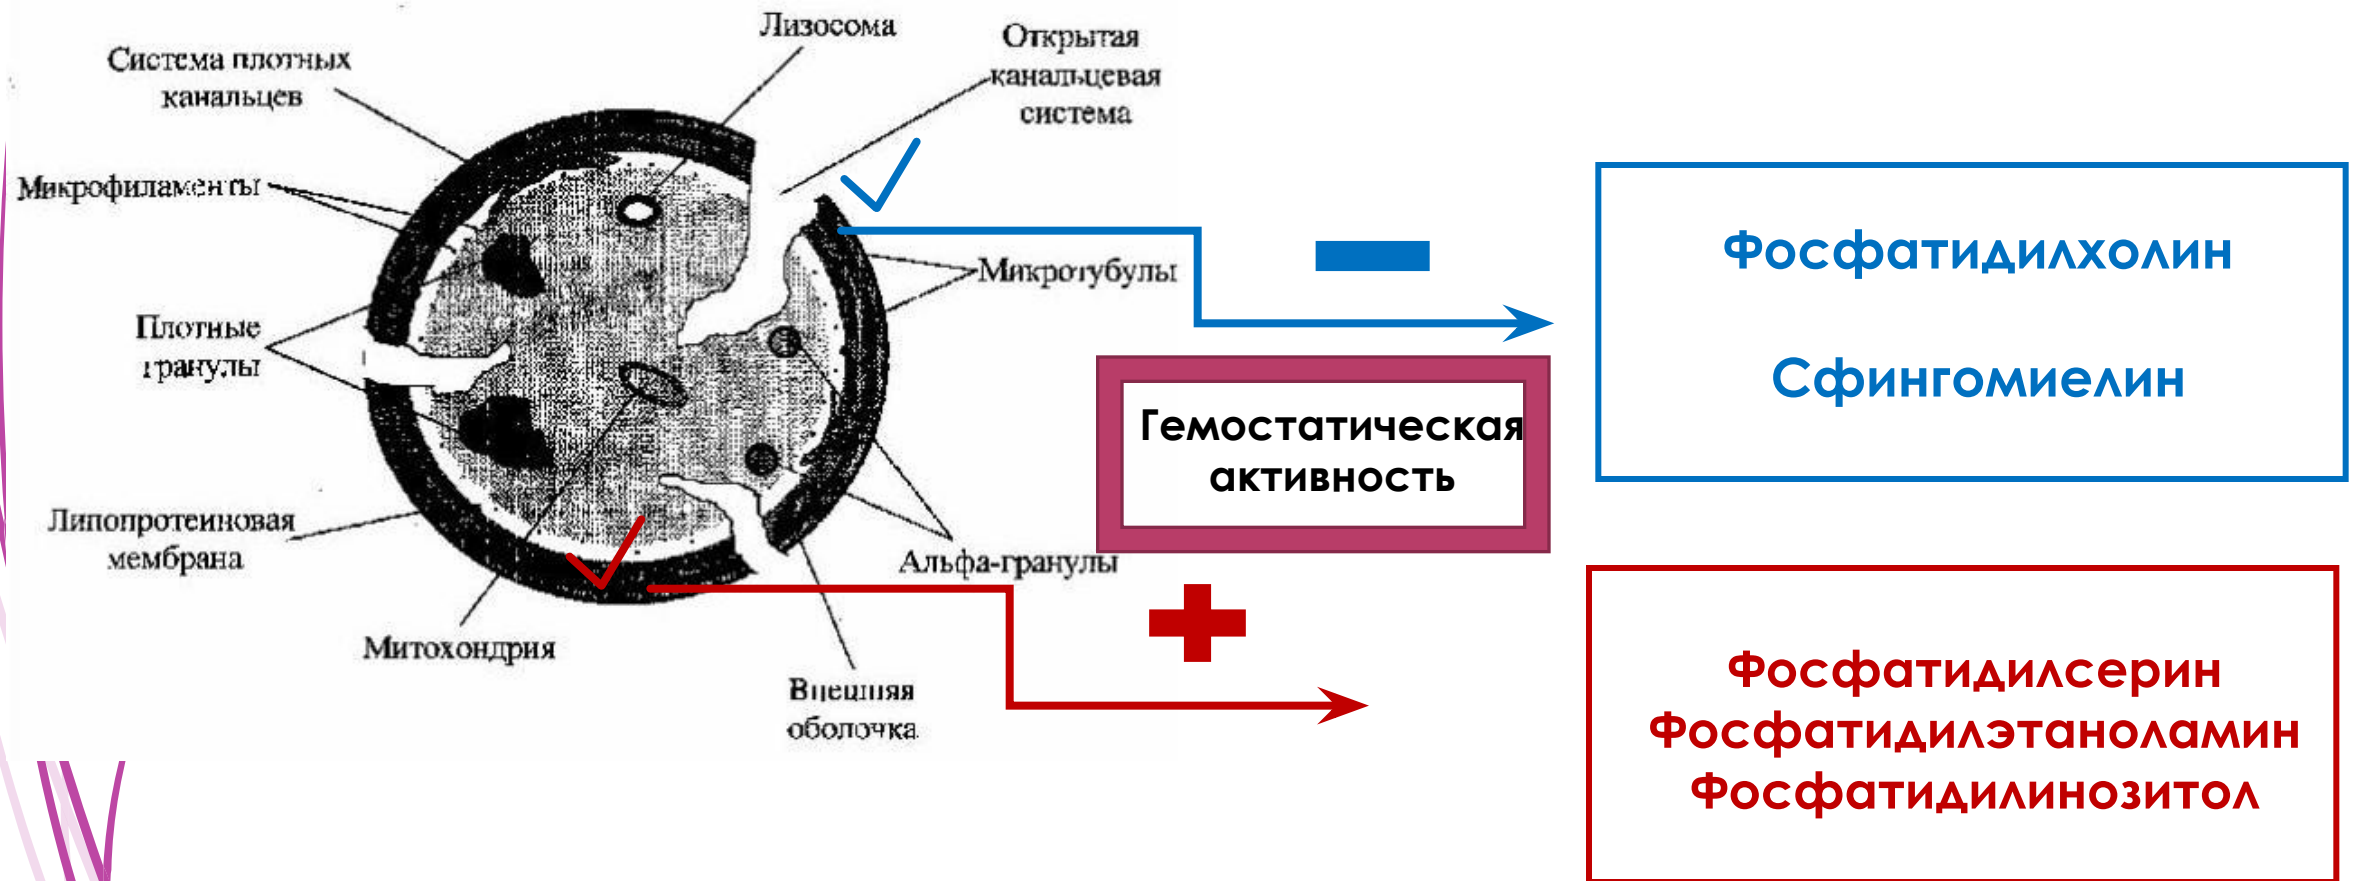 Лизосома
Открытая
канальцевая
система
Система плотных
канальцев
Микрофиламенты
Микротубулы
Плотные
гранулы
Липопротеиновая
мембрана
Альфа-гранулы
Митохондрия
Внешняя
оболочка
Гемостатическая
активность
Фосфатидилхолин
Сфингомиелин
Фосфатидилсерин
Фосфатидилэтаноламин
Фосфатидилинозитол